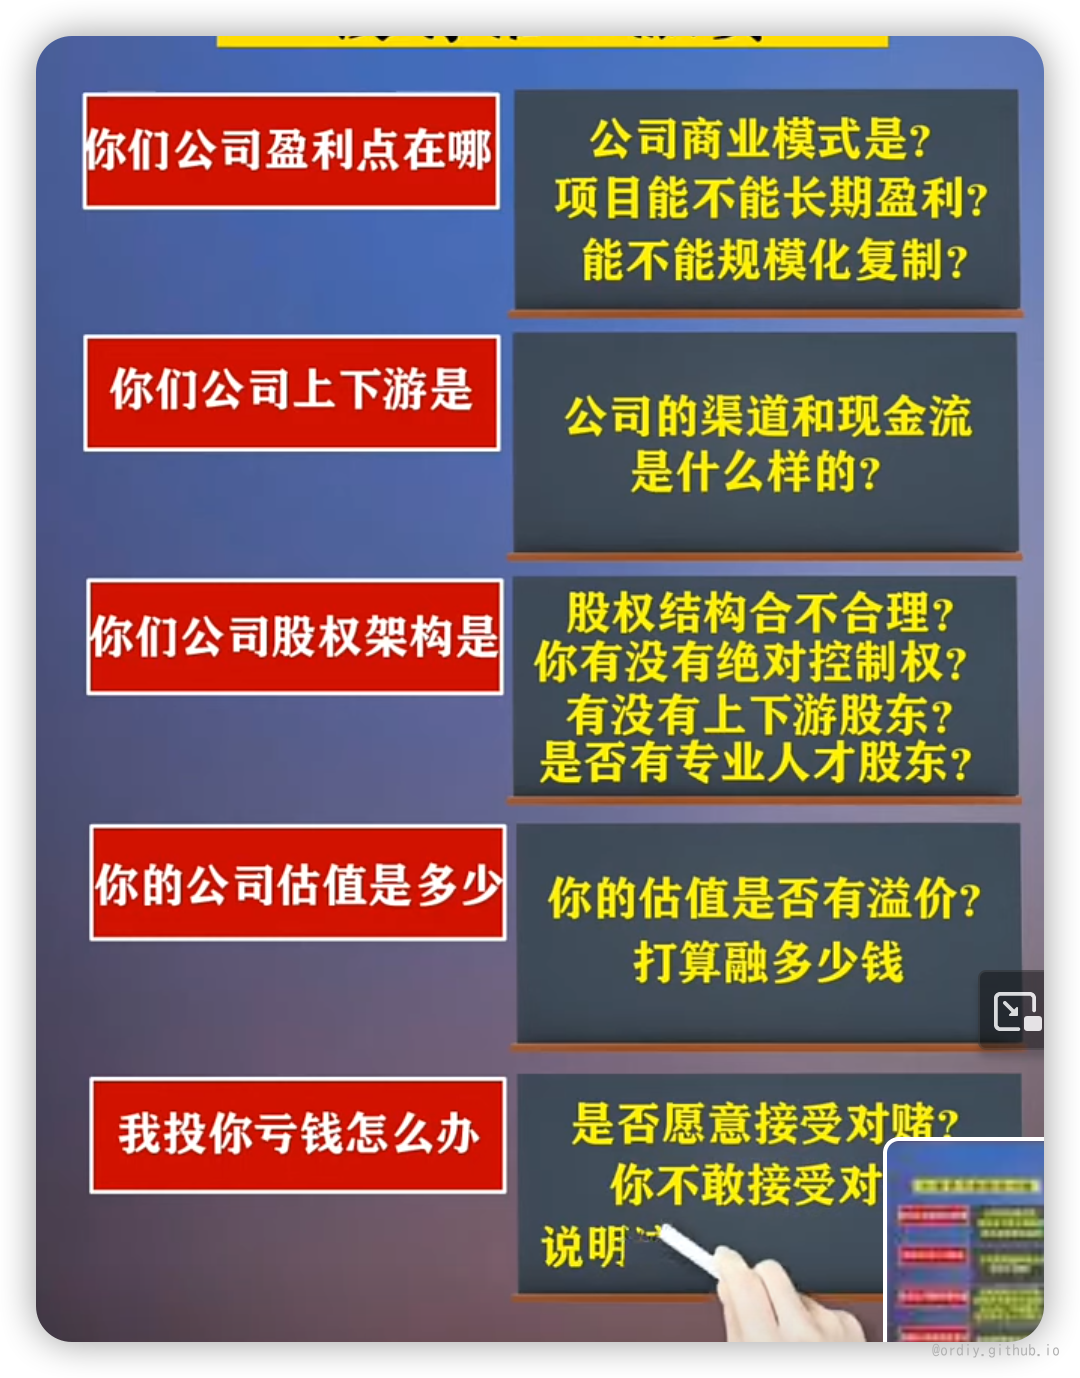 你们公司盈利点在哪
公司商业模式是?
项目能不能长期盈利?
能不能规模化复制?
你们公司上下游是
公司的渠道和现金流
是什么样的?
你们公司股权架构是
股权结构合不合理?
你有没有绝对控制权?
有没有上下游股东?
是否有专业人才股东?
你的公司估值是多少
你的估值是否有溢价?
打算融多少钱
我投你亏钱怎么办
是否愿意接受对赌?
你不敢接受对
说明
@ordiy.github.io